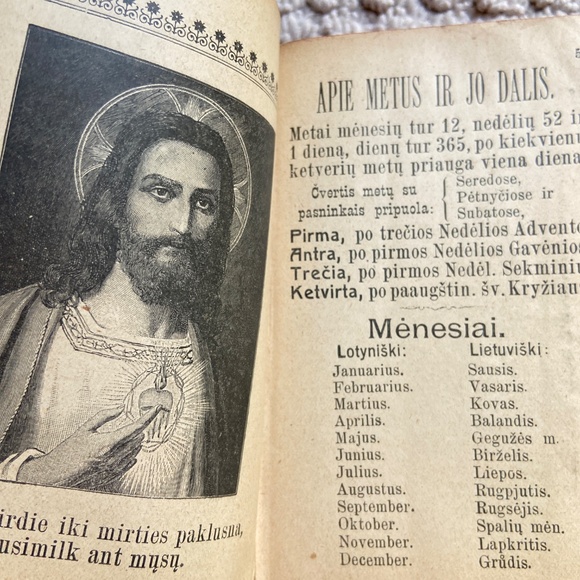 irdie iki mirties paklusna,
usimilk ant mųsų.
5
APIE METUS IR JO DALIS.
Metai mėnesių tur 12, nedėlių 52 ir
1 dieną, dienų tur 365, po kiekvienu
ketverių metų priauga viena diena
Čvertis metų su
pasninkais pripuola:
Seredose,
Pėtnyčiose ir
Subatose,
Pirma, po trečios Nedėlios Advento
Antra, po pirmos Nedėlios Gavėnios
Trečia, po pirmos Nedėl. Sekminių
Ketvirta, po paaugštin. šv. Kryžiaus
Mėnesiai.
Lotyniški: Lietuviški:
Januarius. Sausis.
Februarius. Vasaris.
Martius. Kovas.
Aprilis. Balandis.
Majus. Gegužės m.
Junius. Birželis.
Julius. Liepos.
Augustus. Rugpjutis.
September. Rugsėjis.
Oktober. Spalių mėn.
November. Lapkritis.
December. Grůdis.